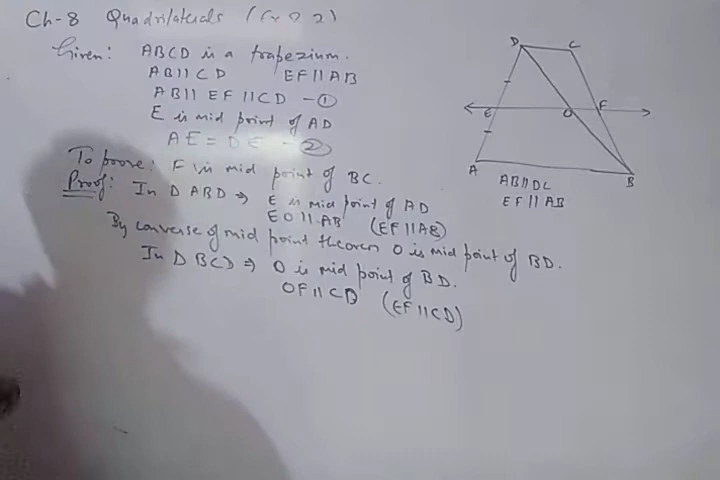 Ch-8 Quadrilaterals
Given: ABCD is a trapezium.
AB || CD EF || AB
AB || EF || CD - ①
E is mid point of AD
AE = DE - ②
To prove: F is mid point of BC.
Proof: In D ABD ⇒ E is mid point of AD
EO || AB (EF || AB)
By converse of mid point theorem O is mid point of BD.
In D BCD ⇒ O is mid point of BD.
OF || CD (EF || CD)
D C
E O F
A B
AB || DC
EF || AB